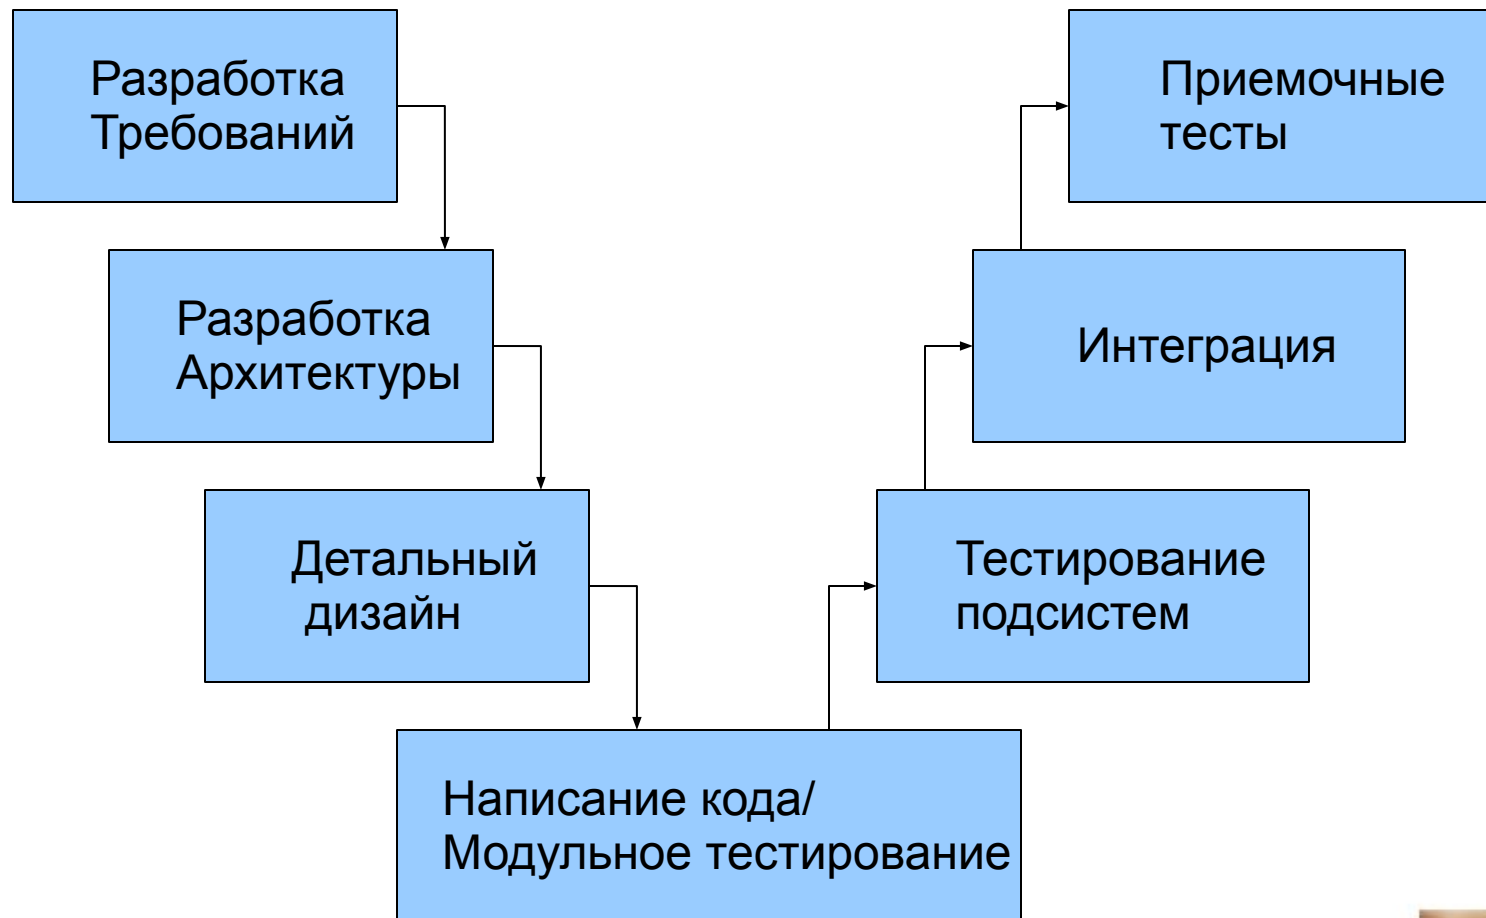 Разработка
Требований
Приемочные
тесты
Разработка
Архитектуры
Интеграция
Детальный
дизайн
Тестирование
подсистем
Написание кода/
Модульное тестирование